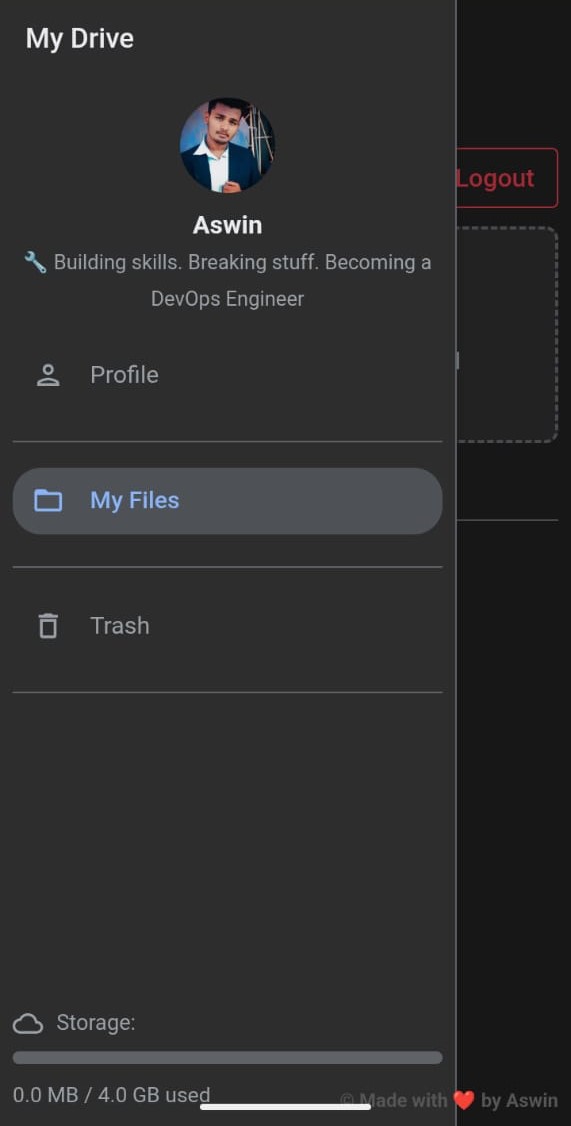 My Drive
Logout
Aswin
🔧 Building skills. Breaking stuff. Becoming a
DevOps Engineer
Profile
My Files
Trash
Storage:
0.0 MB / 4.0 GB used
© Made with ❤️ by Aswin